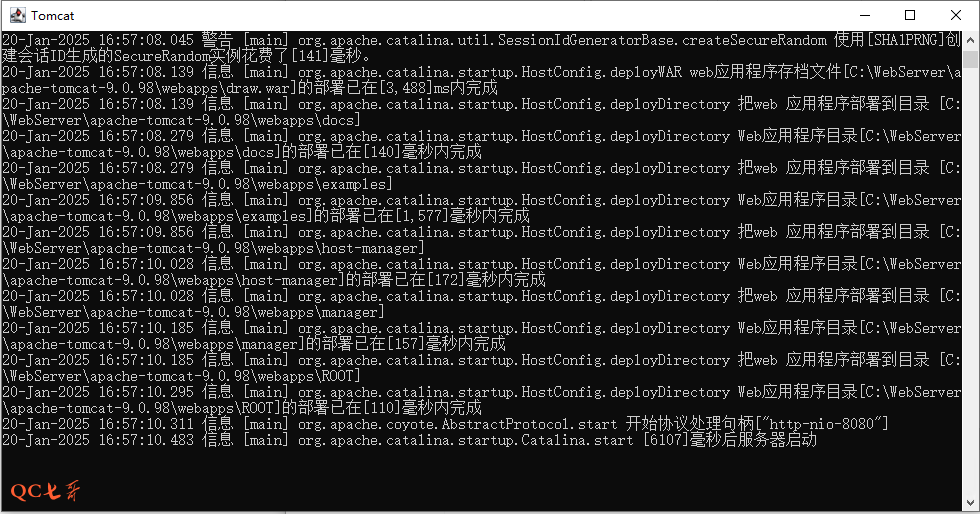 Tomcat
20-Jan-2025 16:57:08.045 警告 [main] org.apache.catalina.util.SessionIdGeneratorBase.createSecureRandom 使用[SHA1PRNG]创
建会话ID生成的SecureRandom实例花费了[141]毫秒。
20-Jan-2025 16:57:08.139 信息 [main] org.apache.catalina.startup.HostConfig.deployWAR web应用程序存档文件[C:\WebServer\a
pache-tomcat-9.0.98\webapps\draw.war]的部署已在[3,488]ms内完成
20-Jan-2025 16:57:08.139 信息 [main] org.apache.catalina.startup.HostConfig.deployDirectory 把web 应用程序部署到目录 [C:
\WebServer\apache-tomcat-9.0.98\webapps\docs]
20-Jan-2025 16:57:08.279 信息 [main] org.apache.catalina.startup.HostConfig.deployDirectory Web应用程序目录[C:\WebServer
\apache-tomcat-9.0.98\webapps\docs]的部署已在[140]毫秒内完成
20-Jan-2025 16:57:08.279 信息 [main] org.apache.catalina.startup.HostConfig.deployDirectory 把web 应用程序部署到目录 [C:
\WebServer\apache-tomcat-9.0.98\webapps\examples]
20-Jan-2025 16:57:09.856 信息 [main] org.apache.catalina.startup.HostConfig.deployDirectory Web应用程序目录[C:\WebServer
\apache-tomcat-9.0.98\webapps\examples]的部署已在[1,577]毫秒内完成
20-Jan-2025 16:57:09.856 信息 [main] org.apache.catalina.startup.HostConfig.deployDirectory 把web 应用程序部署到目录 [C:
\WebServer\apache-tomcat-9.0.98\webapps\host-manager]
20-Jan-2025 16:57:10.028 信息 [main] org.apache.catalina.startup.HostConfig.deployDirectory Web应用程序目录[C:\WebServer
\apache-tomcat-9.0.98\webapps\host-manager]的部署已在[172]毫秒内完成
20-Jan-2025 16:57:10.028 信息 [main] org.apache.catalina.startup.HostConfig.deployDirectory 把web 应用程序部署到目录 [C:
\WebServer\apache-tomcat-9.0.98\webapps\manager]
20-Jan-2025 16:57:10.185 信息 [main] org.apache.catalina.startup.HostConfig.deployDirectory Web应用程序目录[C:\WebServer
\apache-tomcat-9.0.98\webapps\manager]的部署已在[157]毫秒内完成
20-Jan-2025 16:57:10.185 信息 [main] org.apache.catalina.startup.HostConfig.deployDirectory 把web 应用程序部署到目录 [C:
\WebServer\apache-tomcat-9.0.98\webapps\ROOT]
20-Jan-2025 16:57:10.295 信息 [main] org.apache.catalina.startup.HostConfig.deployDirectory Web应用程序目录[C:\WebServer
\apache-tomcat-9.0.98\webapps\ROOT]的部署已在[110]毫秒内完成
20-Jan-2025 16:57:10.311 信息 [main] org.apache.coyote.AbstractProtocol.start 开始协议处理句柄["http-nio-8080"]
20-Jan-2025 16:57:10.483 信息 [main] org.apache.catalina.startup.Catalina.start [6107]毫秒后服务器启动
QC七哥